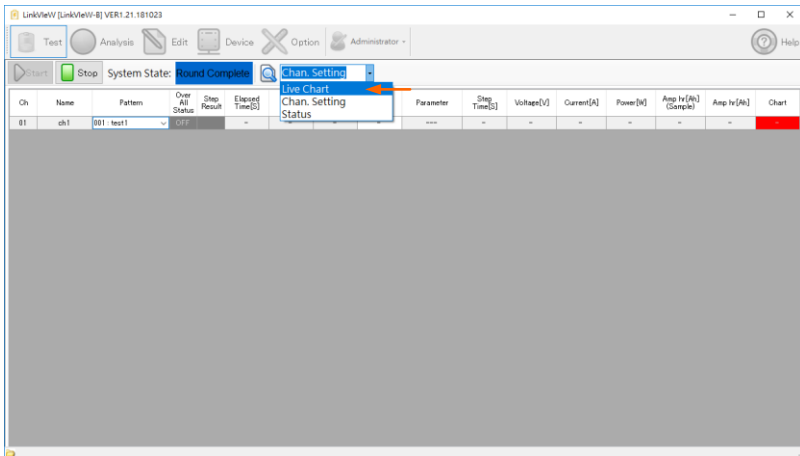 LinkVIeW [LinkVIeW-B] VER1.21.181023
Test Analysis Edit Device Option Administrator Help
Start Stop System State: Round Complete Chan. Setting
Live Chart
Chan. Setting
Status
Ch Name Pattern Over All Status Step Result Elapsed Time[S] Parameter Step Time[S] Voltage[V] Current[A] Power[W] Amp hr[Ah] (Sample) Amp hr[Ah] Chart
01 ch1 001 : test1 OFF - --- - - - - - - -